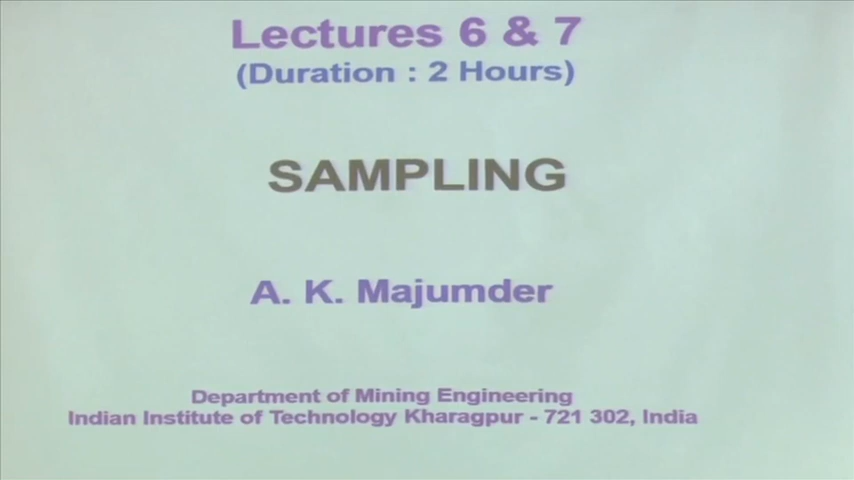 Lectures 6 & 7
(Duration : 2 Hours)
SAMPLING
A. K. Majumder
Department of Mining Engineering
Indian Institute of Technology Kharagpur - 721 302, India